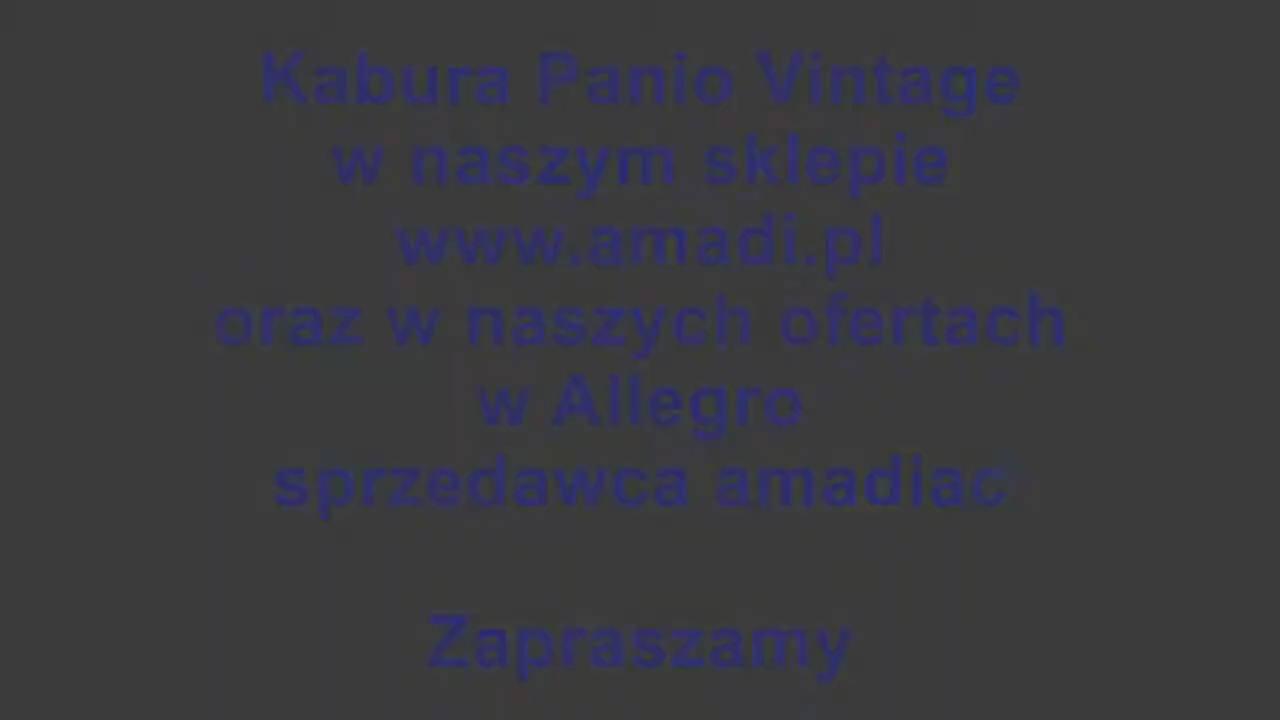 Kabura Panio Vintage
w naszym sklepie
www.amadi.pl
oraz w naszych ofertach
w Allegro
sprzedawca amadiac
Zapraszamy